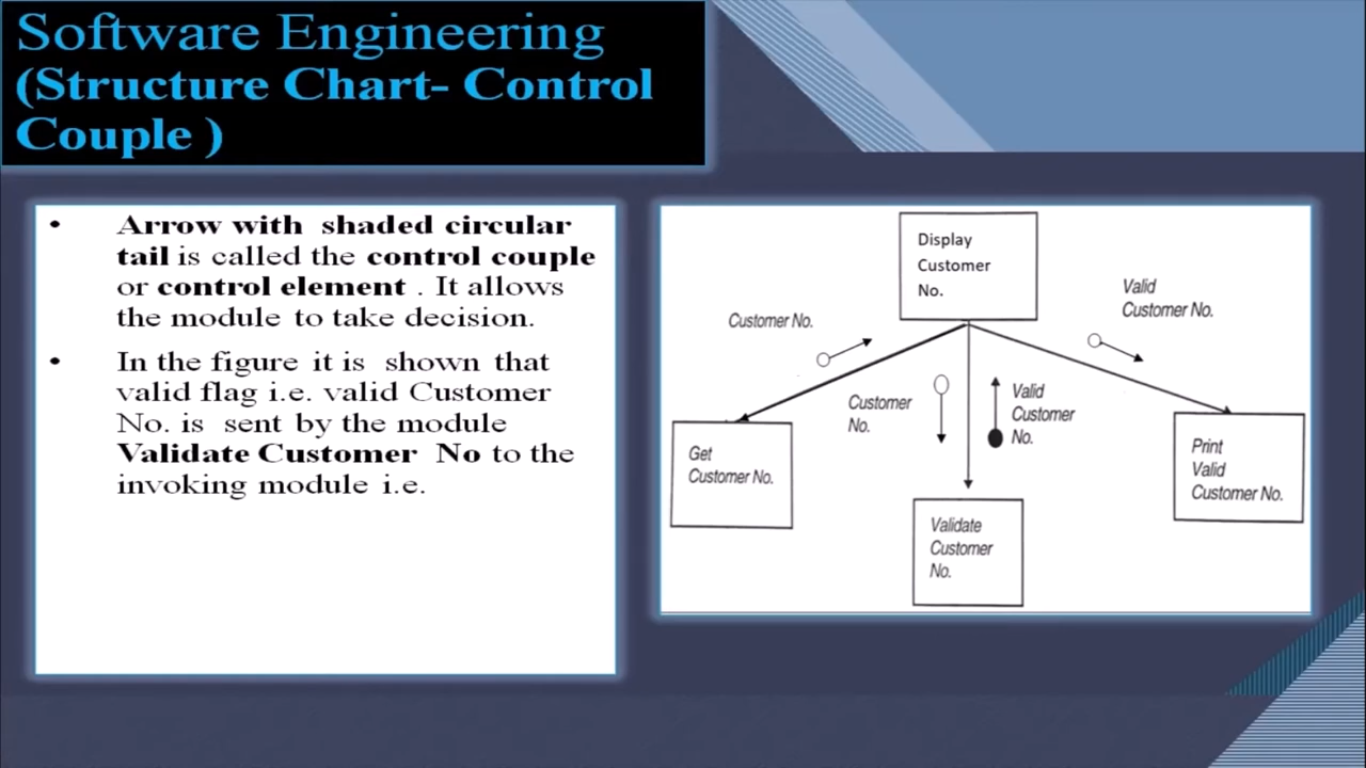 Software Engineering
(Structure Chart- Control
Couple )
• Arrow with shaded circular
tail is called the control couple
or control element . It allows
the module to take decision.
• In the figure it is shown that
valid flag i.e. valid Customer
No. is sent by the module
Validate Customer No to the
invoking module i.e.
Display
Customer
No.
Customer No.
Valid
Customer No.
Customer
No.
Valid
Customer
No.
Get
Customer No.
Validate
Customer
No.
Print
Valid
Customer No.